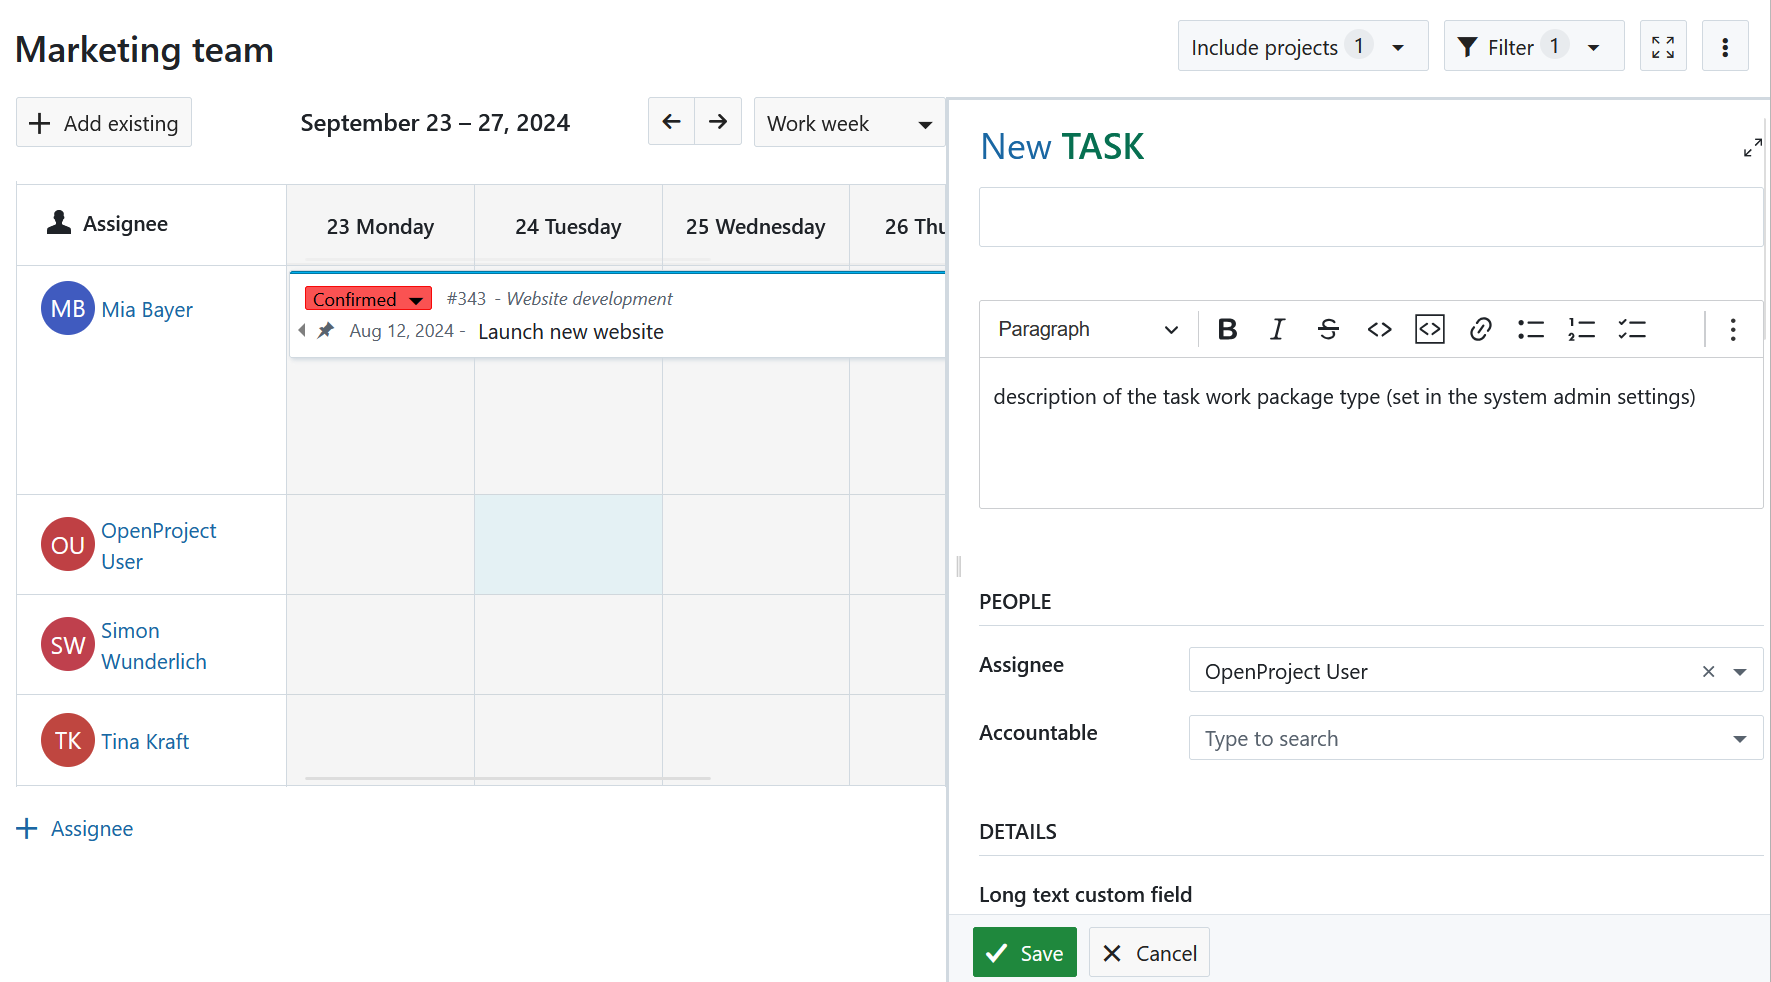 Marketing team
Include projects 1
Filter 1
Add existing
September 23 – 27, 2024
Work week
Assignee
23 Monday
24 Tuesday
25 Wednesday
26 Thu
MB Mia Bayer
Confirmed #343 - Website development
Aug 12, 2024 - Launch new website
OU OpenProject
User
SW Simon
Wunderlich
TK Tina Kraft
Assignee
New TASK
Paragraph
description of the task work package type (set in the system admin settings)
PEOPLE
Assignee
OpenProject User
Accountable
Type to search
DETAILS
Long text custom field
Save
Cancel